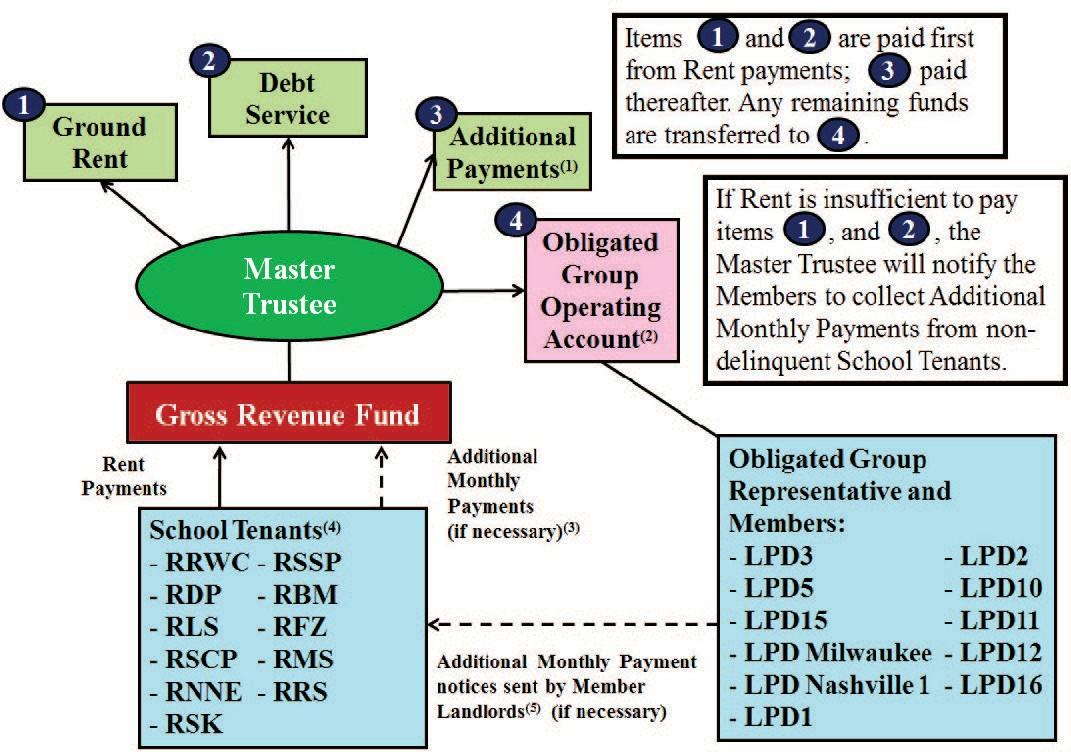 1
Ground
Rent
2
Debt
Service
3
Additional
Payments(1)
Items 1 and 2 are paid first
from Rent payments; 3 paid
thereafter. Any remaining funds
are transferred to 4 .
4
Obligated
Group
Operating
Account(2)
If Rent is insufficient to pay
items 1 , and 2 , the
Master Trustee will notify the
Members to collect Additional
Monthly Payments from non-
delinquent School Tenants.
Master
Trustee
Gross Revenue Fund
Rent
Payments
Additional
Monthly
Payments
(if necessary)(3)
School Tenants(4)
- RRWC - RSSP
- RDP - RBM
- RLS - RFZ
- RSCP - RMS
- RNNE - RRS
- RSK
Additional Monthly Payment
notices sent by Member
Landlords(5) (if necessary)
Obligated Group
Representative and
Members:
- LPD3 - LPD2
- LPD5 - LPD10
- LPD15 - LPD11
- LPD Milwaukee - LPD12
- LPD Nashville 1 - LPD16
- LPD1